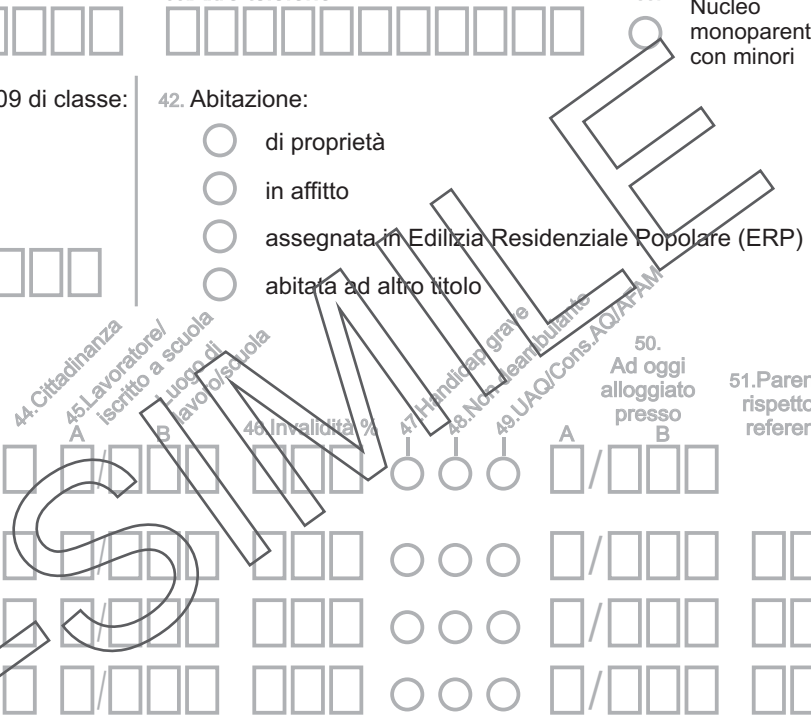 Nucleo
monoparent
con minori
09 di classe:
42. Abitazione:
di proprietà
in affitto
assegnata in Edilizia Residenziale Popolare (ERP)
abitata ad altro titolo
44.Cittadinanza
45.Lavoratore/
iscritto a scuola
Luogo di
lavoro/scuola
46.Invalidità %
47.Handicap grave
48.Non deambulante
49.UAQ/Cons.AQ/AFAM
50.
Ad oggi
alloggiato
presso
51.Paren
rispetto
referen
A / B
A / B
-SIMILE